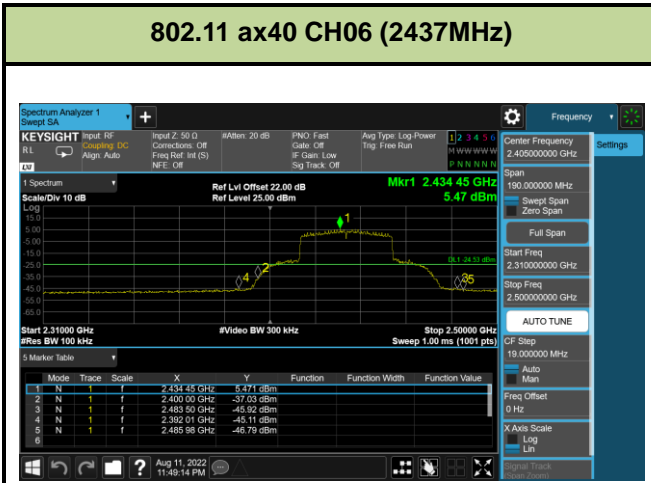 802.11 ax40 CH06 (2437MHz)
Spectrum Analyzer 1
Swept SA
+
Frequency
KEYSIGHT
RL
LXI
Input: RF
Coupling: DC
Align: Auto
Input Z: 50 Ω
Corrections: Off
Freq Ref: Int (S)
NFE: Off
#Atten: 20 dB
PNO: Fast
Gate: Off
IF Gain: Low
Sig Track: Off
Avg Type: Log-Power
Trig: Free Run
1 2 3 4 5 6
M W W W W W
P N N N N N
1 Spectrum
Scale/Div 10 dB
Log
Ref Lvl Offset 22.00 dB
Ref Level 25.00 dBm
Mkr1 2.434 45 GHz
5.47 dBm
15.0
5.00
-5.00
-15.0
-25.0
-35.0
-45.0
-55.0
-65.0
1
2
4
5
DL1 -24.53 dBm
Start 2.31000 GHz
#Res BW 100 kHz
#Video BW 300 kHz
Stop 2.50000 GHz
Sweep 1.00 ms (1001 pts)
5 Marker Table
Mode Trace Scale X Y Function Function Width Function Value
1 N 1 f 2.434 45 GHz 5.471 dBm
2 N 1 f 2.400 00 GHz -37.03 dBm
3 N 1 f 2.483 50 GHz -45.92 dBm
4 N 1 f 2.392 01 GHz -45.11 dBm
5 N 1 f 2.485 98 GHz -46.79 dBm
6
Aug 11, 2022
11:49:14 PM
?
Center Frequency
2.405000000 GHz
Settings
Span
190.000000 MHz
Swept Span
Zero Span
Full Span
Start Freq
2.310000000 GHz
Stop Freq
2.500000000 GHz
AUTO TUNE
CF Step
19.000000 MHz
Auto
Man
Freq Offset
0 Hz
X Axis Scale
Log
Lin
Signal Track
(Span Zoom)